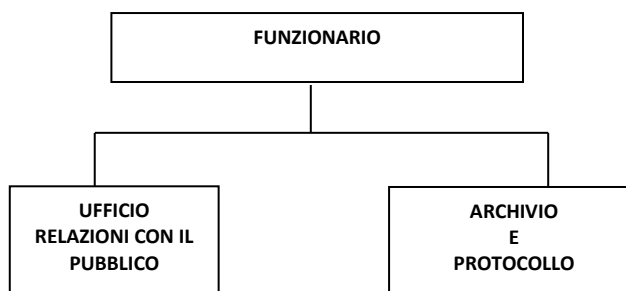 FUNZIONARIO
UFFICIO
RELAZIONI CON IL
PUBBLICO
ARCHIVIO
E
PROTOCOLLO